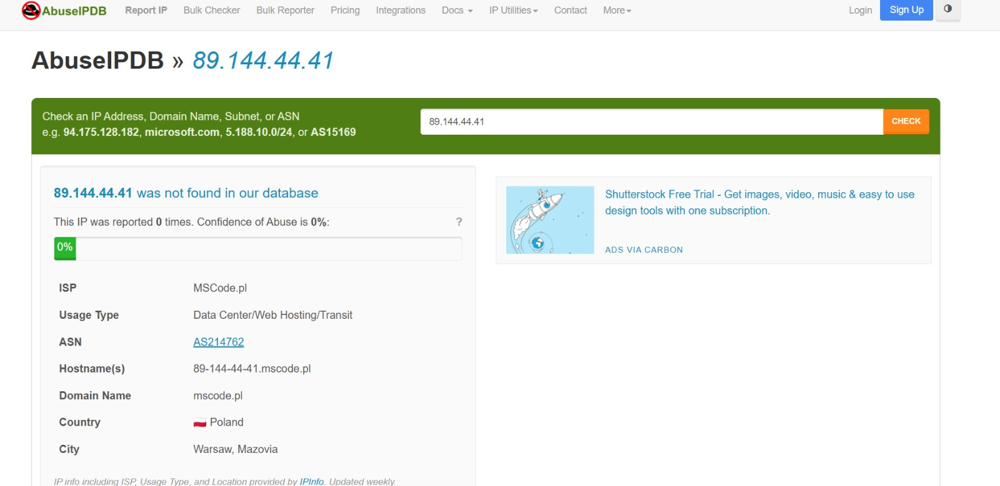 AbuseIPDB Report IP Bulk Checker Bulk Reporter Pricing Integrations Docs IP Utilities Contact More Login Sign Up
AbuseIPDB » 89.144.44.41
Check an IP Address, Domain Name, Subnet, or ASN
e.g. 94.175.128.182, microsoft.com, 5.188.10.0/24, or AS15169
89.144.44.41 CHECK
89.144.44.41 was not found in our database
This IP was reported 0 times. Confidence of Abuse is 0%: ?
0%
ISP MSCode.pl
Usage Type Data Center/Web Hosting/Transit
ASN AS214762
Hostname(s) 89-144-44-41.mscode.pl
Domain Name mscode.pl
Country Poland
City Warsaw, Mazovia
IP info including ISP, Usage Type, and Location provided by IPInfo. Updated weekly.
Shutterstock Free Trial - Get images, video, music & easy to use
design tools with one subscription.
ADS VIA CARBON